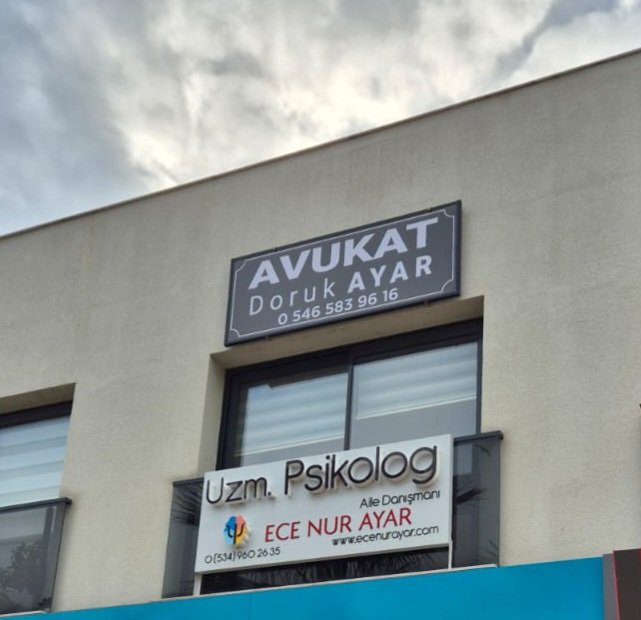 AVUKAT
Doruk AYAR
0 546 583 96 16
Uzm. Psikolog
Aile Danışmanı
ECE NUR AYAR
www.ecenurayar.com
0 (534) 960 26 35